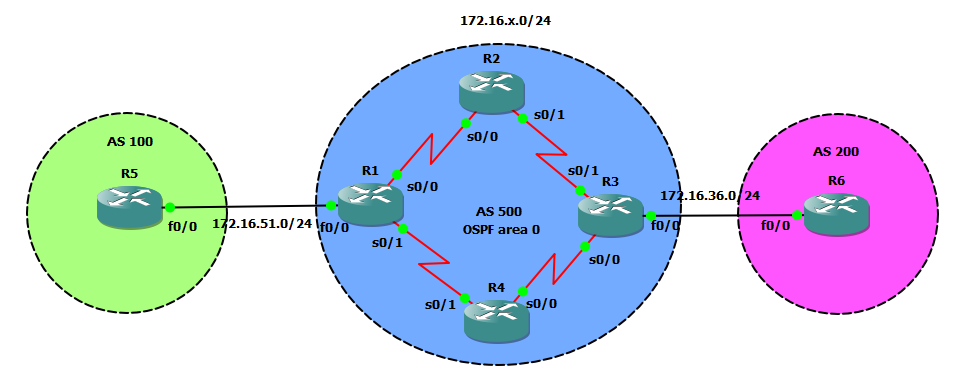 172.16.x.0/24
R2
s0/0
s0/1
AS 100
R5
f0/0
172.16.51.0/24
R1
s0/0
f0/0
s0/1
AS 500
OSPF area 0
s0/1
R3
172.16.36.0/24
f0/0
s0/0
R4
s0/1
s0/0
AS 200
R6
f0/0